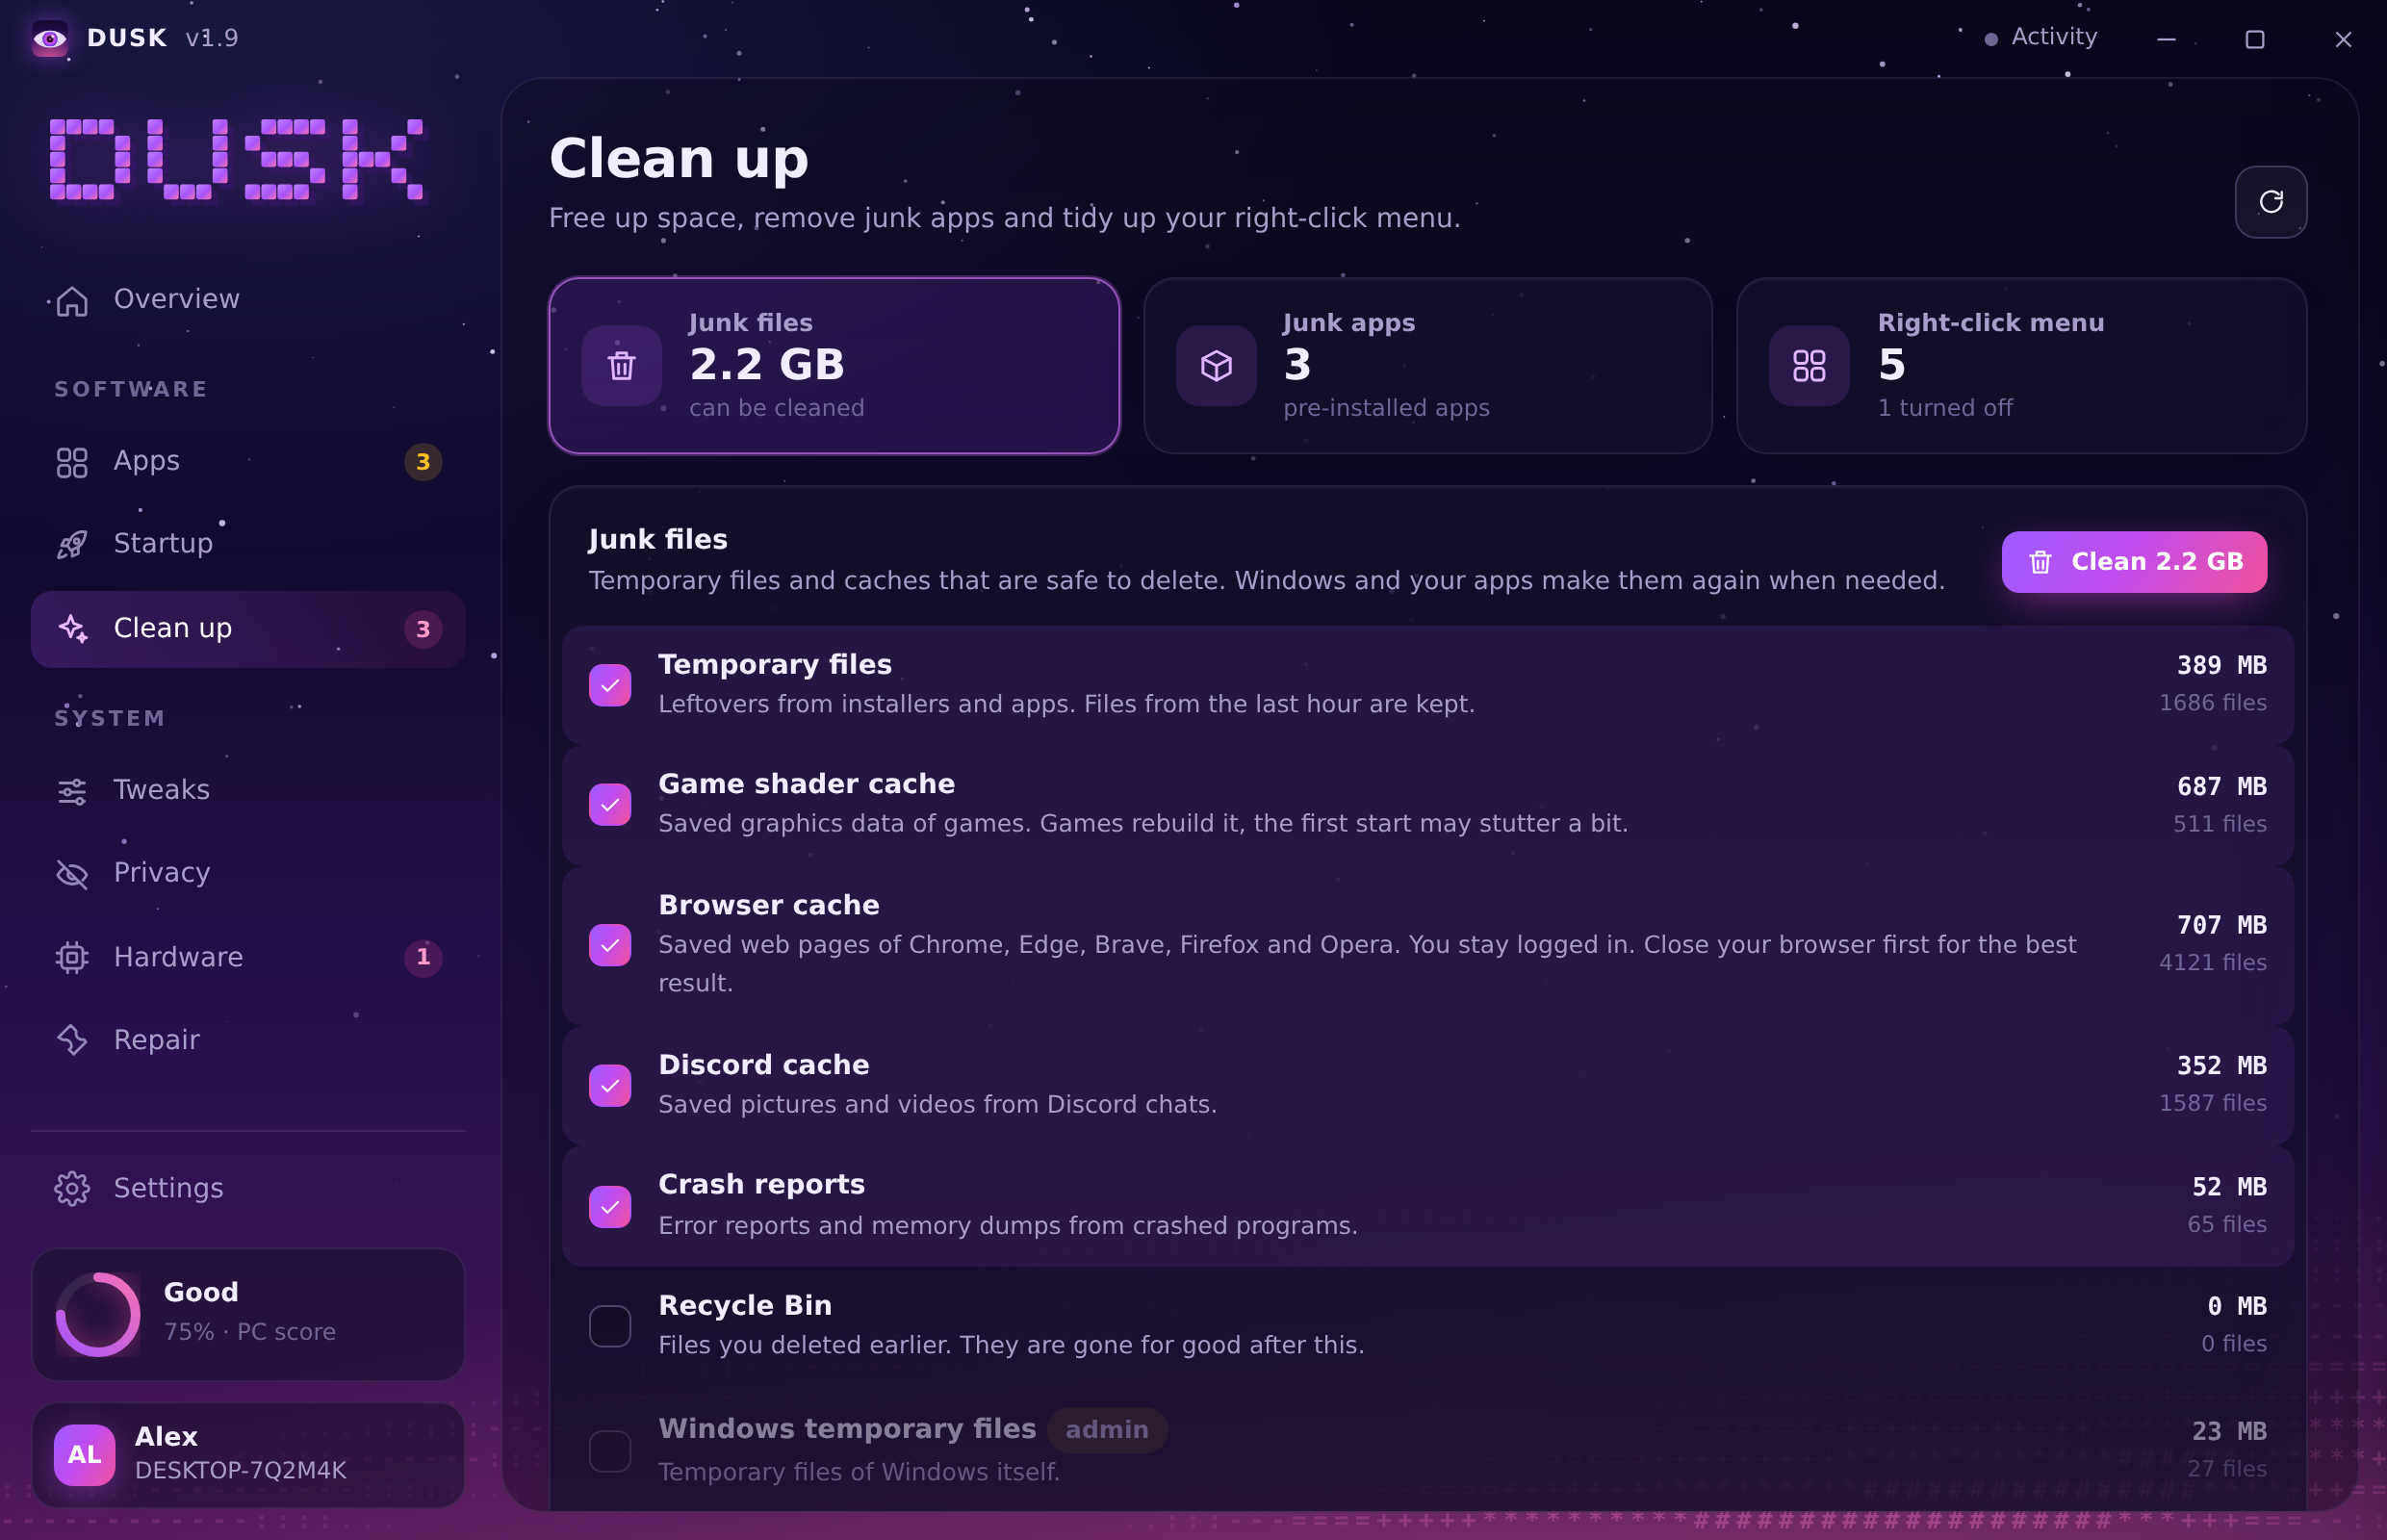 DUSK v1.9
Activity
DUSK
Overview
SOFTWARE
Apps 3
Startup
Clean up 3
SYSTEM
Tweaks
Privacy
Hardware 1
Repair
Settings
Good
75% · PC score
AL
Alex
DESKTOP-7Q2M4K
Clean up
Free up space, remove junk apps and tidy up your right-click menu.
Junk files
2.2 GB
can be cleaned
Junk apps
3
pre-installed apps
Right-click menu
5
1 turned off
Junk files
Temporary files and caches that are safe to delete. Windows and your apps make them again when needed.
Clean 2.2 GB
Temporary files
Leftovers from installers and apps. Files from the last hour are kept.
389 MB
1686 files
Game shader cache
Saved graphics data of games. Games rebuild it, the first start may stutter a bit.
687 MB
511 files
Browser cache
Saved web pages of Chrome, Edge, Brave, Firefox and Opera. You stay logged in. Close your browser first for the best
result.
707 MB
4121 files
Discord cache
Saved pictures and videos from Discord chats.
352 MB
1587 files
Crash reports
Error reports and memory dumps from crashed programs.
52 MB
65 files
Recycle Bin
Files you deleted earlier. They are gone for good after this.
0 MB
0 files
Windows temporary files admin
Temporary files of Windows itself.
23 MB
27 files